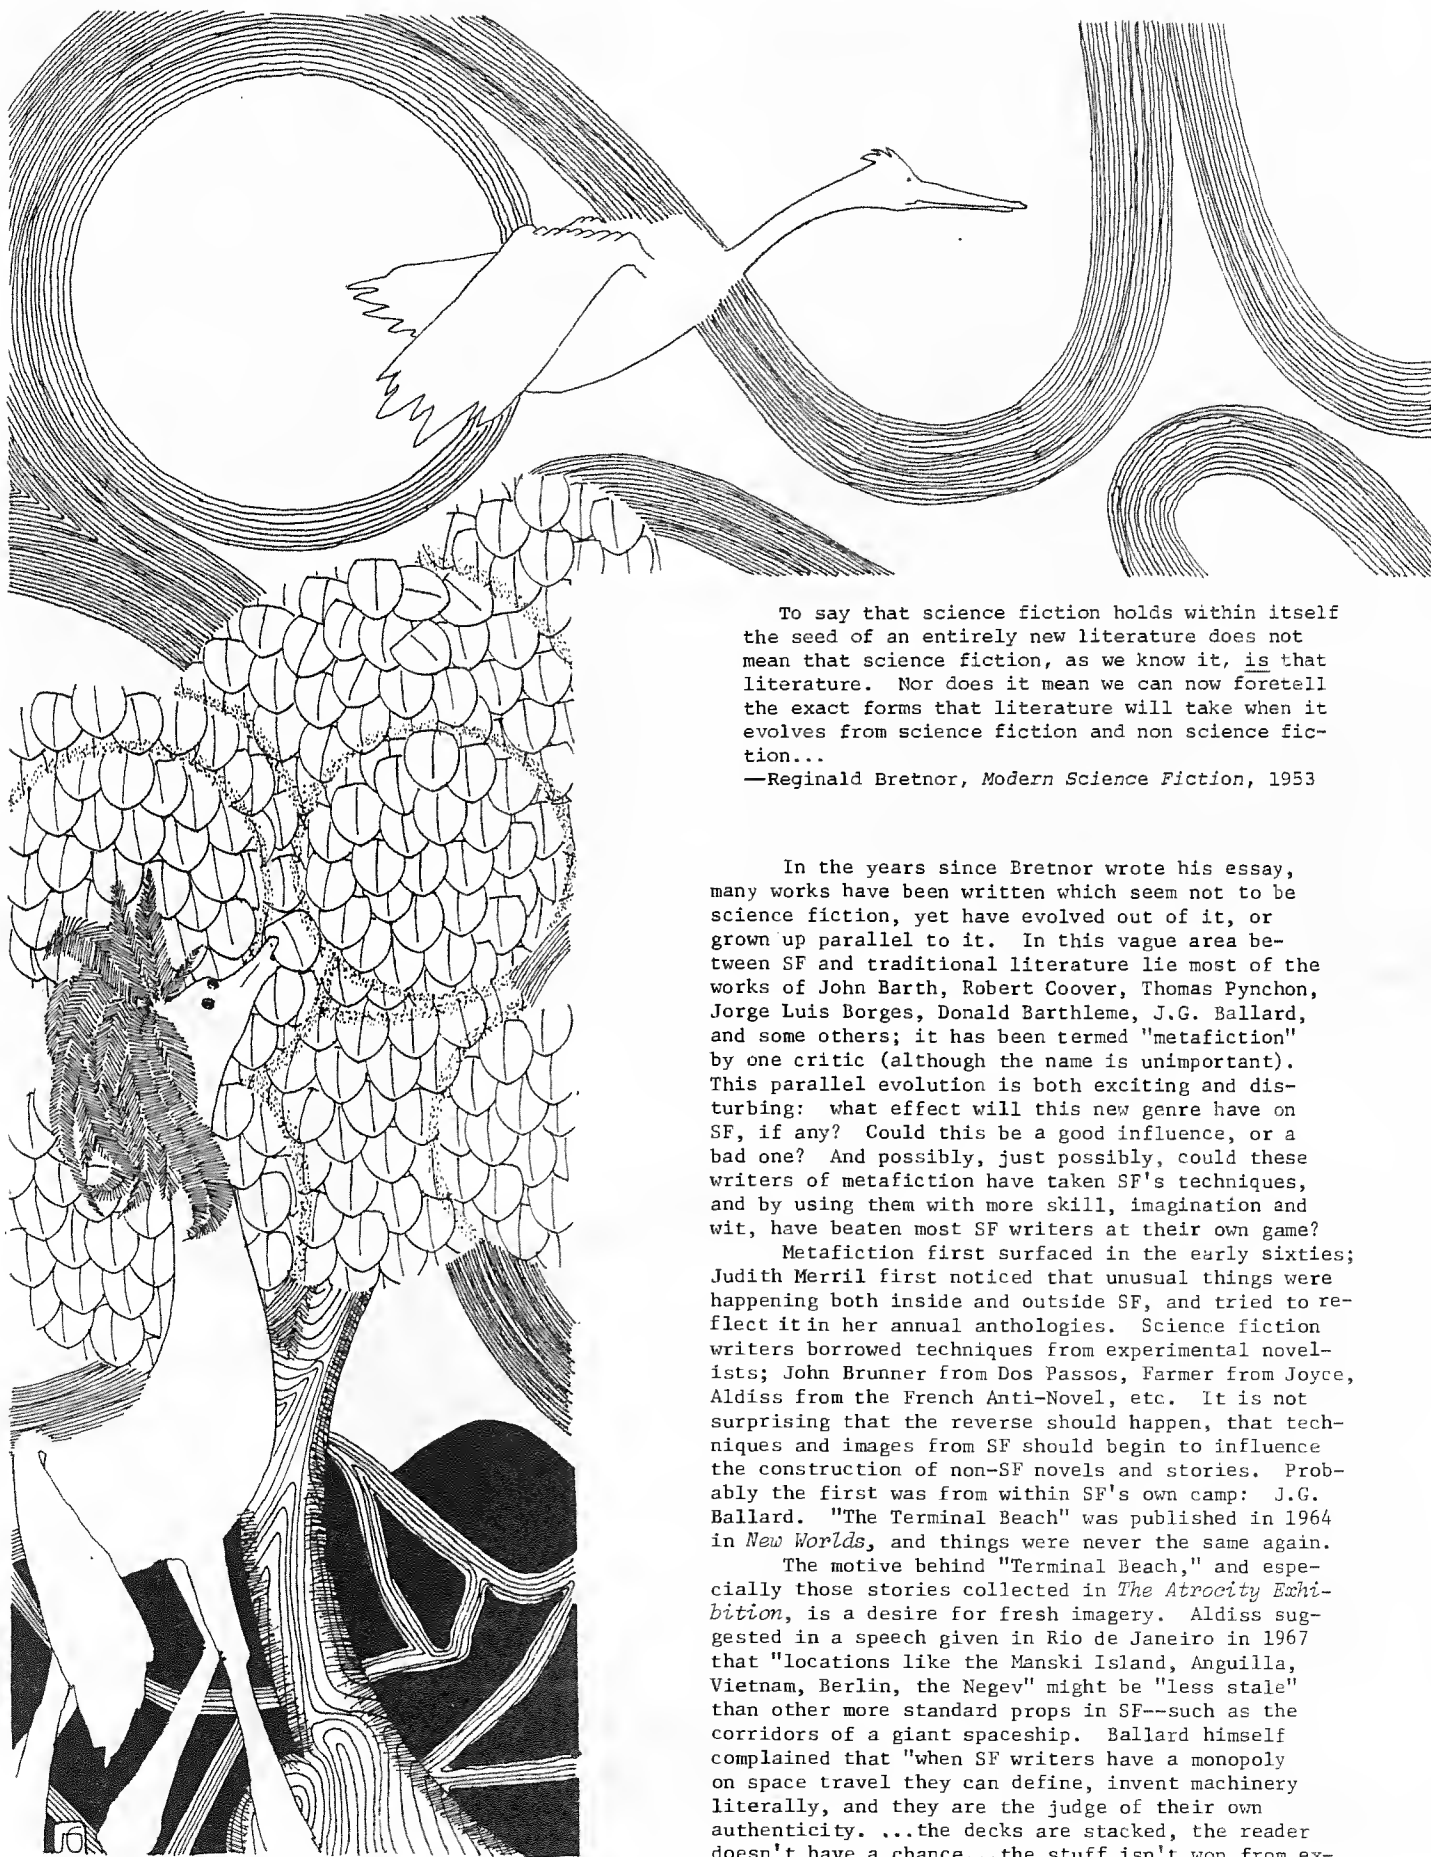 To say that science fiction holds within itself
the seed of an entirely new literature does not
mean that science fiction, as we know it, is that
literature. Nor does it mean we can now foretell
the exact forms that literature will take when it
evolves from science fiction and non science fic-
tion...
—Reginald Bretnor, Modern Science Fiction, 1953
In the years since Bretnor wrote his essay,
many works have been written which seem not to be
science fiction, yet have evolved out of it, or
grown up parallel to it. In this vague area be-
tween SF and traditional literature lie most of the
works of John Barth, Robert Coover, Thomas Pynchon,
Jorge Luis Borges, Donald Barthleme, J.G. Ballard,
and some others; it has been termed "metafiction"
by one critic (although the name is unimportant).
This parallel evolution is both exciting and dis-
turbing: what effect will this new genre have on
SF, if any? Could this be a good influence, or a
bad one? And possibly, just possibly, could these
writers of metafiction have taken SF's techniques,
and by using them with more skill, imagination and
wit, have beaten most SF writers at their own game?
Metafiction first surfaced in the early sixties;
Judith Merril first noticed that unusual things were
happening both inside and outside SF, and tried to re-
flect it in her annual anthologies. Science fiction
writers borrowed techniques from experimental novel-
ists; John Brunner from Dos Passos, Farmer from Joyce,
Aldiss from the French Anti-Novel, etc. It is not
surprising that the reverse should happen, that tech-
niques and images from SF should begin to influence
the construction of non-SF novels and stories. Prob-
ably the first was from within SF's own camp: J.G.
Ballard. "The Terminal Beach" was published in 1964
in New Worlds, and things were never the same again.
The motive behind "Terminal Beach," and espe-
cially those stories collected in The Atrocity Exhi-
bition, is a desire for fresh imagery. Aldiss sug-
gested in a speech given in Rio de Janeiro in 1967
that "locations like the Manski Island, Anguilla,
Vietnam, Berlin, the Negev" might be "less stale"
than other more standard props in SF--such as the
corridors of a giant spaceship. Ballard himself
complained that "when SF writers have a monopoly
on space travel they can define, invent machinery
literally, and they are the judge of their own
authenticity. ...the decks are stacked, the reader
doesn't have a chance...the stuff isn't won from ex-